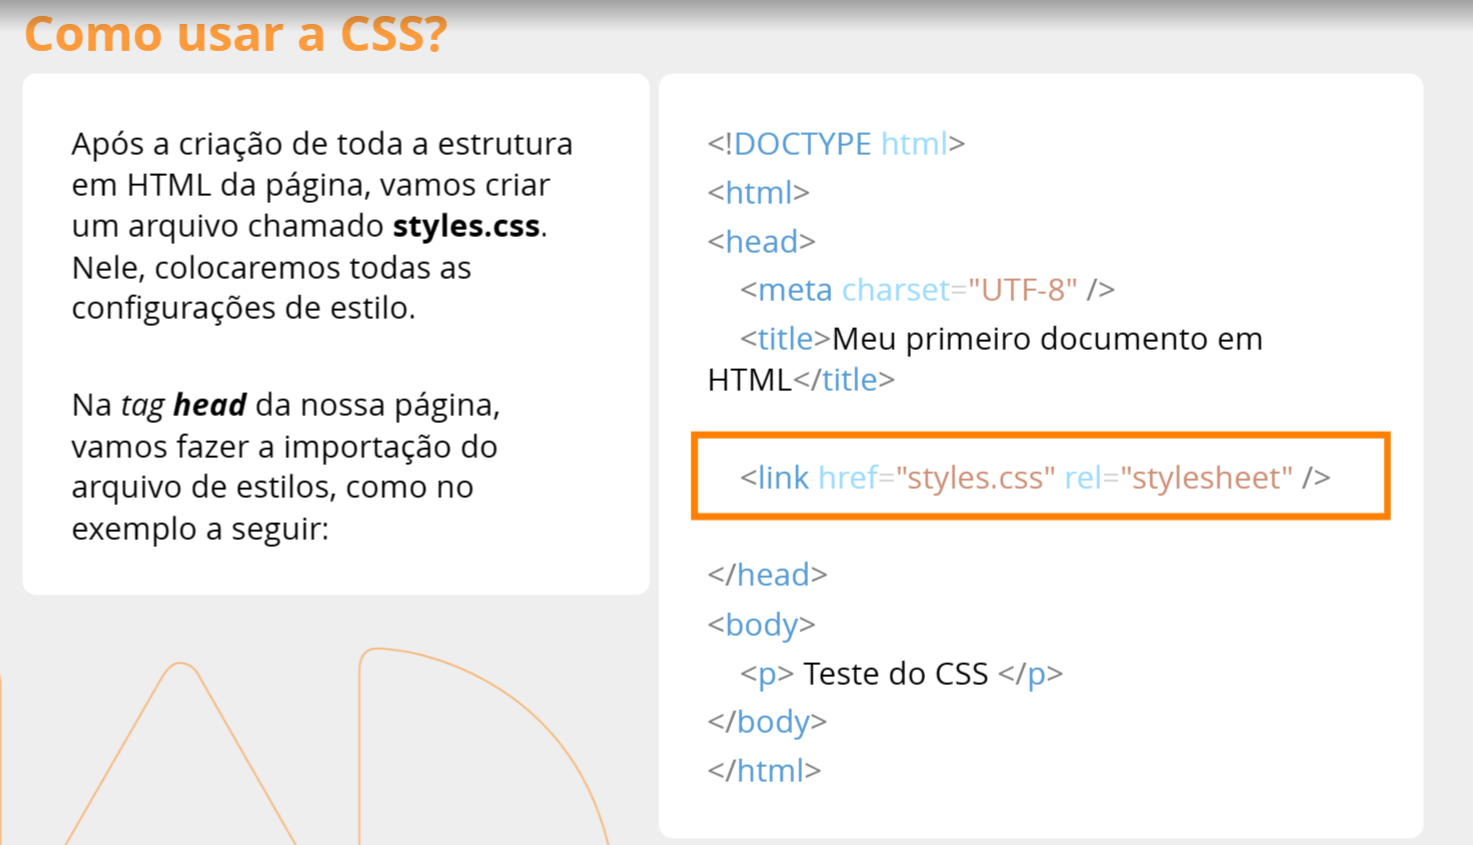 Como usar a CSS?
Após a criação de toda a estrutura
em HTML da página, vamos criar
um arquivo chamado styles.css.
Nele, colocaremos todas as
configurações de estilo.
Na tag head da nossa página,
vamos fazer a importação do
arquivo de estilos, como no
exemplo a seguir:
<!DOCTYPE html>
<html>
<head>
<meta charset="UTF-8" />
<title>Meu primeiro documento em
HTML</title>
<link href="styles.css" rel="stylesheet" />
</head>
<body>
<p> Teste do CSS </p>
</body>
</html>